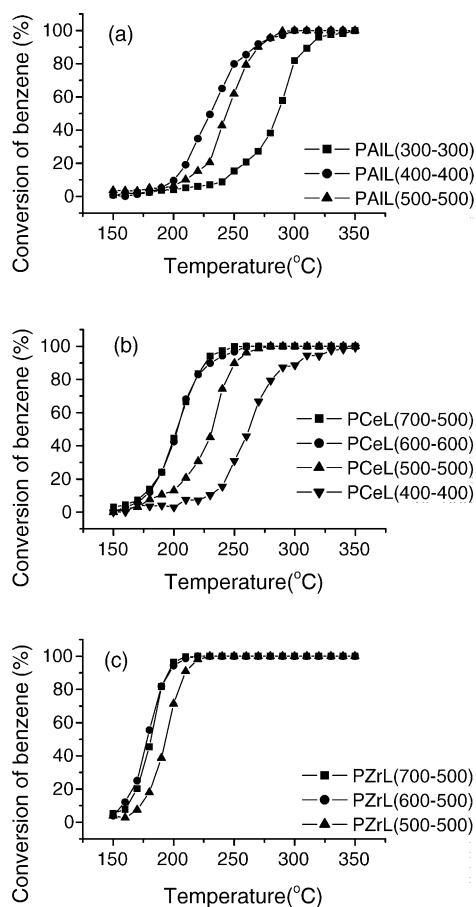 (a)
Conversion of benzene (%)
100
80
60
40
20
0
PAIL(300-300)
PAIL(400-400)
PAIL(500-500)
150 200 250 300 350
Temperature(°C)
(b)
Conversion of benzene (%)
100
80
60
40
20
0
PCeL(700-500)
PCeL(600-600)
PCeL(500-500)
PCeL(400-400)
150 200 250 300 350
Temperature(°C)
(c)
Conversion of benzene (%)
100
80
60
40
20
0
PZrL(700-500)
PZrL(600-500)
PZrL(500-500)
150 200 250 300 350
Temperature(°C)